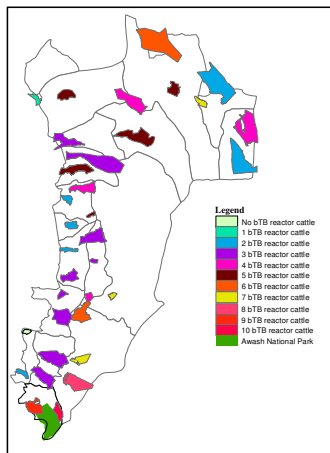 Legend
No bTB reactor cattle
1 bTB reactor cattle
2 bTB reactor cattle
3 bTB reactor cattle
4 bTB reactor cattle
5 bTB reactor cattle
6 bTB reactor cattle
7 bTB reactor cattle
8 bTB reactor cattle
9 bTB reactor cattle
10 bTB reactor cattle
Awash National Park